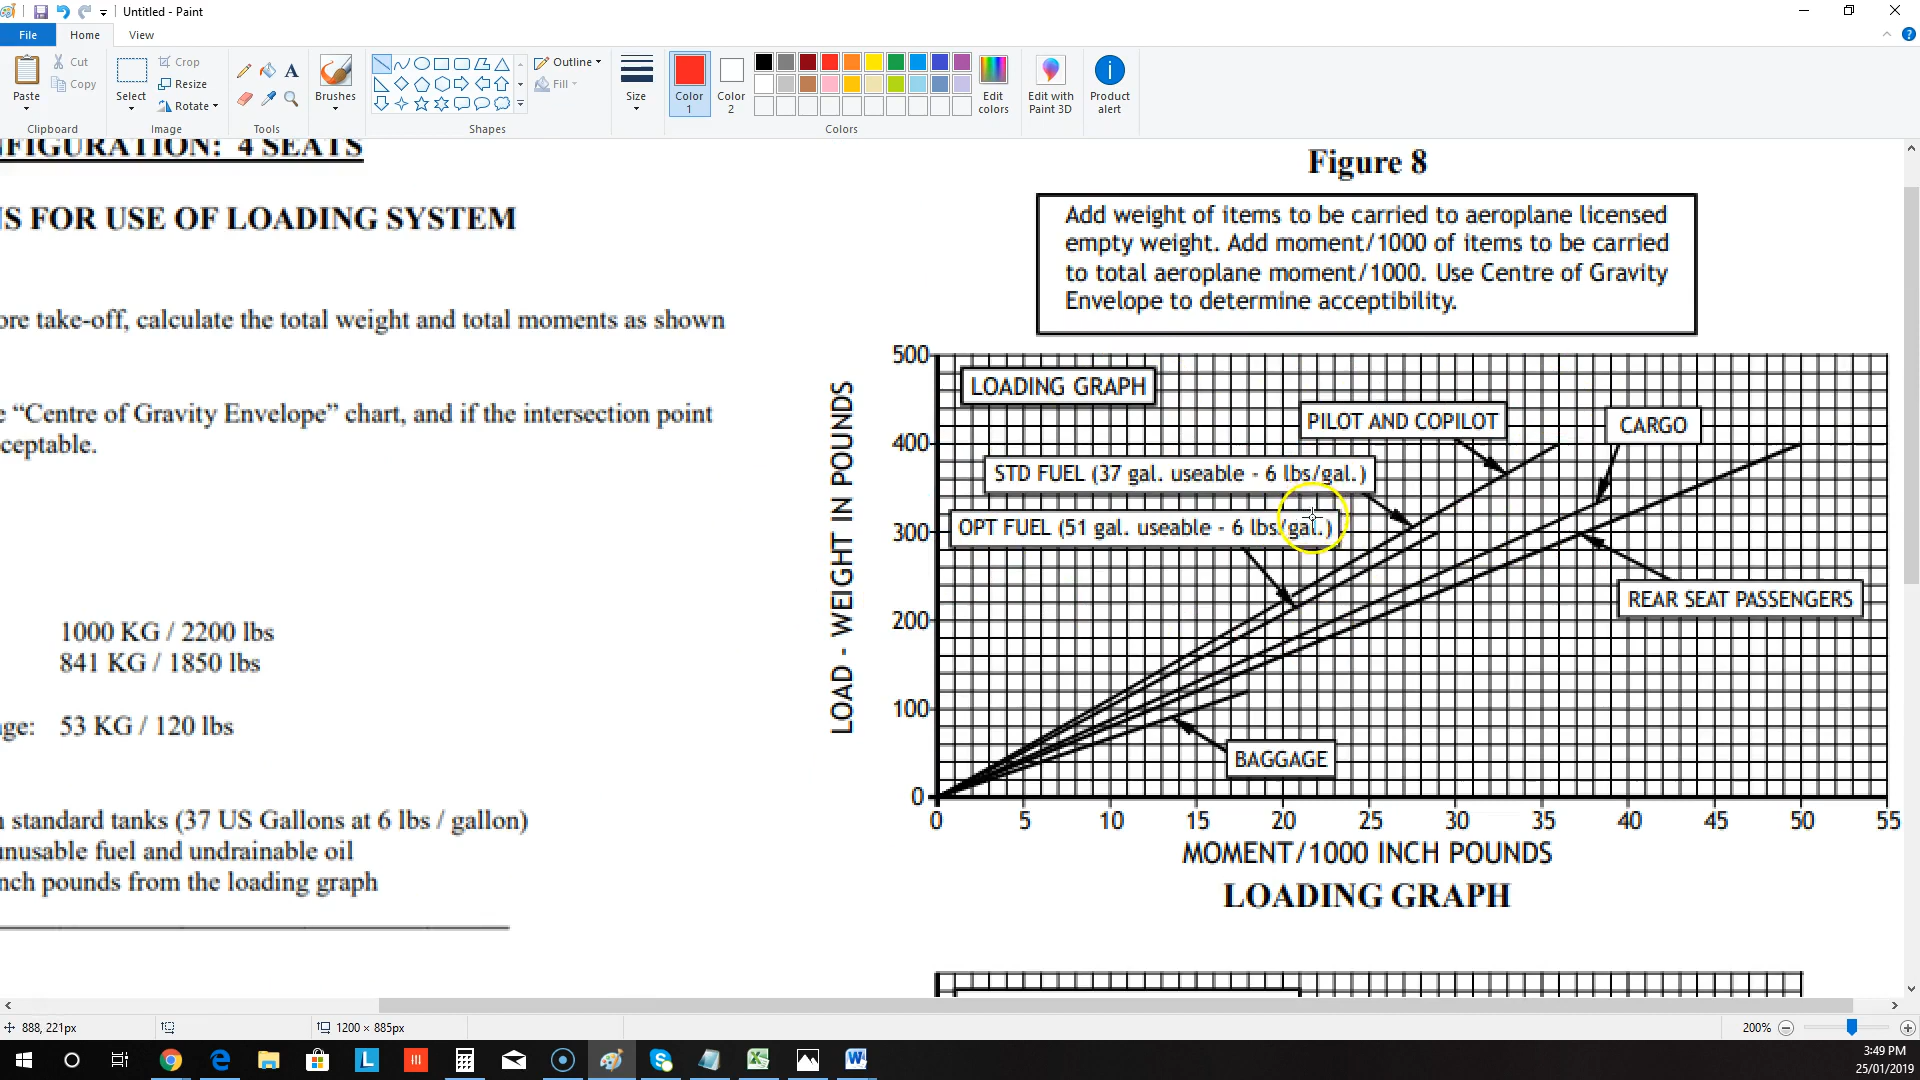 Untitled - Paint
File Home View
Paste
Cut
Copy
Clipboard
Select
Crop
Resize
Rotate
Image
Tools
Brushes
Shapes
Outline
Fill
Size
Color 1
Color 2
Colors
Edit colors
Edit with Paint 3D
Product alert
NFIGURATION: 4 SEATS
NS FOR USE OF LOADING SYSTEM
ore take-off, calculate the total weight and total moments as shown
e “Centre of Gravity Envelope” chart, and if the intersection point
cceptable.
1000 KG / 2200 lbs
841 KG / 1850 lbs
age: 53 KG / 120 lbs
n standard tanks (37 US Gallons at 6 lbs / gallon)
unusable fuel and undrainable oil
nch pounds from the loading graph
Figure 8
Add weight of items to be carried to aeroplane licensed
empty weight. Add moment/1000 of items to be carried
to total aeroplane moment/1000. Use Centre of Gravity
Envelope to determine acceptibility.
LOADING GRAPH
PILOT AND COPILOT
CARGO
STD FUEL (37 gal. useable - 6 lbs/gal.)
OPT FUEL (51 gal. useable - 6 lbs/gal.)
REAR SEAT PASSENGERS
BAGGAGE
LOAD - WEIGHT IN POUNDS
500
400
300
200
100
0
0 5 10 15 20 25 30 35 40 45 50 55
MOMENT/1000 INCH POUNDS
LOADING GRAPH
888, 221px
1200 × 885px
200%
3:49 PM
25/01/2019